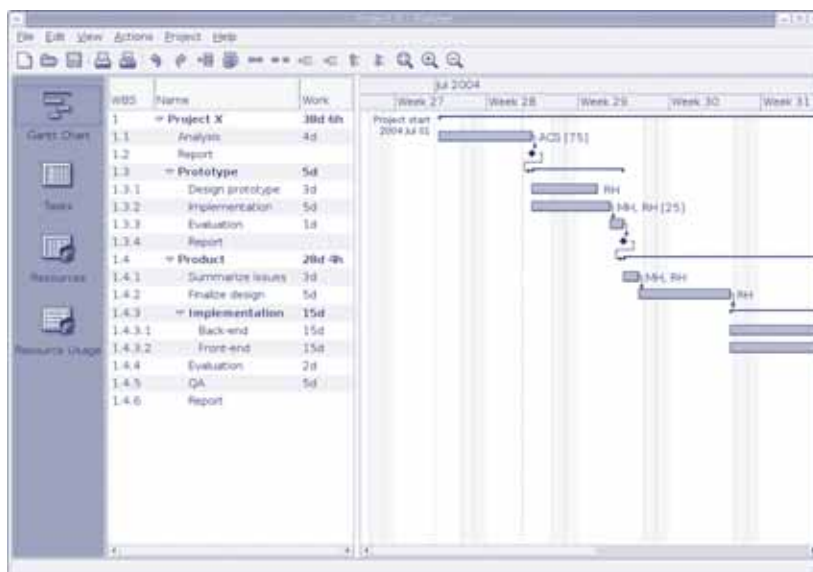 Project X - Planner
File Edit View Actions Project Help
Gantt Chart
Tasks
Resources
Resource Usage
WBS Name Work
1 Project X 38d 6h
1.1 Analysis 4d
1.2 Report
1.3 Prototype 5d
1.3.1 Design prototype 3d
1.3.2 Implementation 5d
1.3.3 Evaluation 1d
1.3.4 Report
1.4 Product 28d 4h
1.4.1 Summarize issues 3d
1.4.2 Finalize design 5d
1.4.3 Implementation 15d
1.4.3.1 Back-end 15d
1.4.3.2 Front-end 15d
1.4.4 Evaluation 2d
1.4.5 QA 5d
1.4.6 Report
Jul 2004
Week 27 Week 28 Week 29 Week 30 Week 31
Project start
2004 Jul 01
ACS [75]
RH
MH, RH [25]
MH, RH
RH